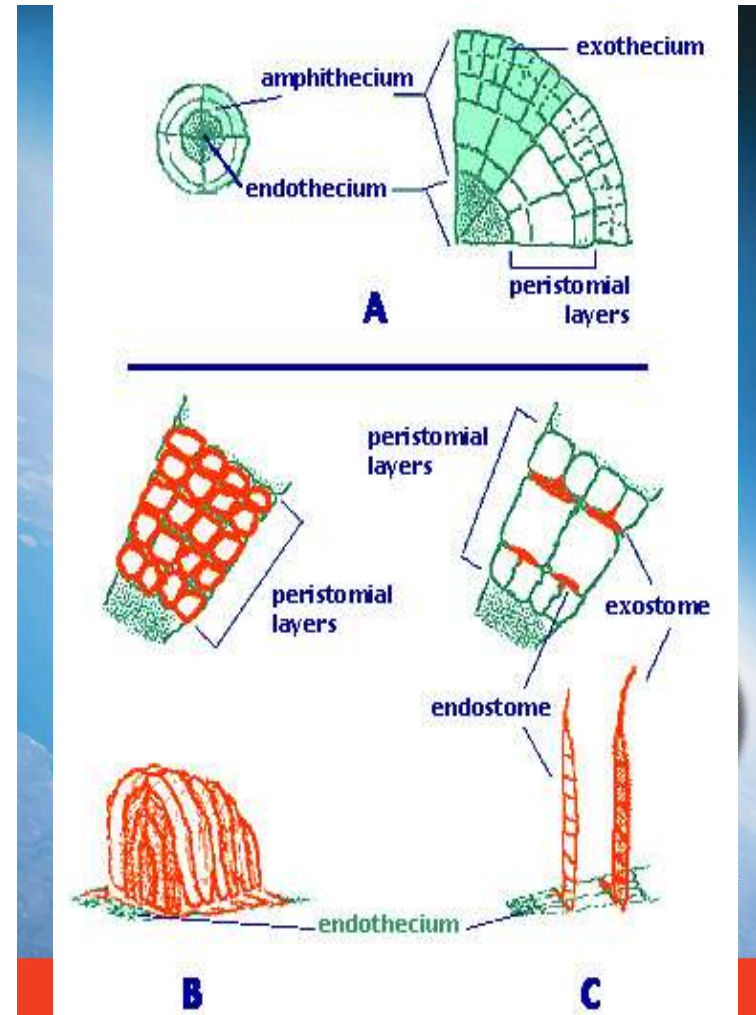 exothecium
amphithecium
endothecium
peristomial
layers
A
peristomial
layers
peristomial
layers
exostome
endostome
endothecium
B
C